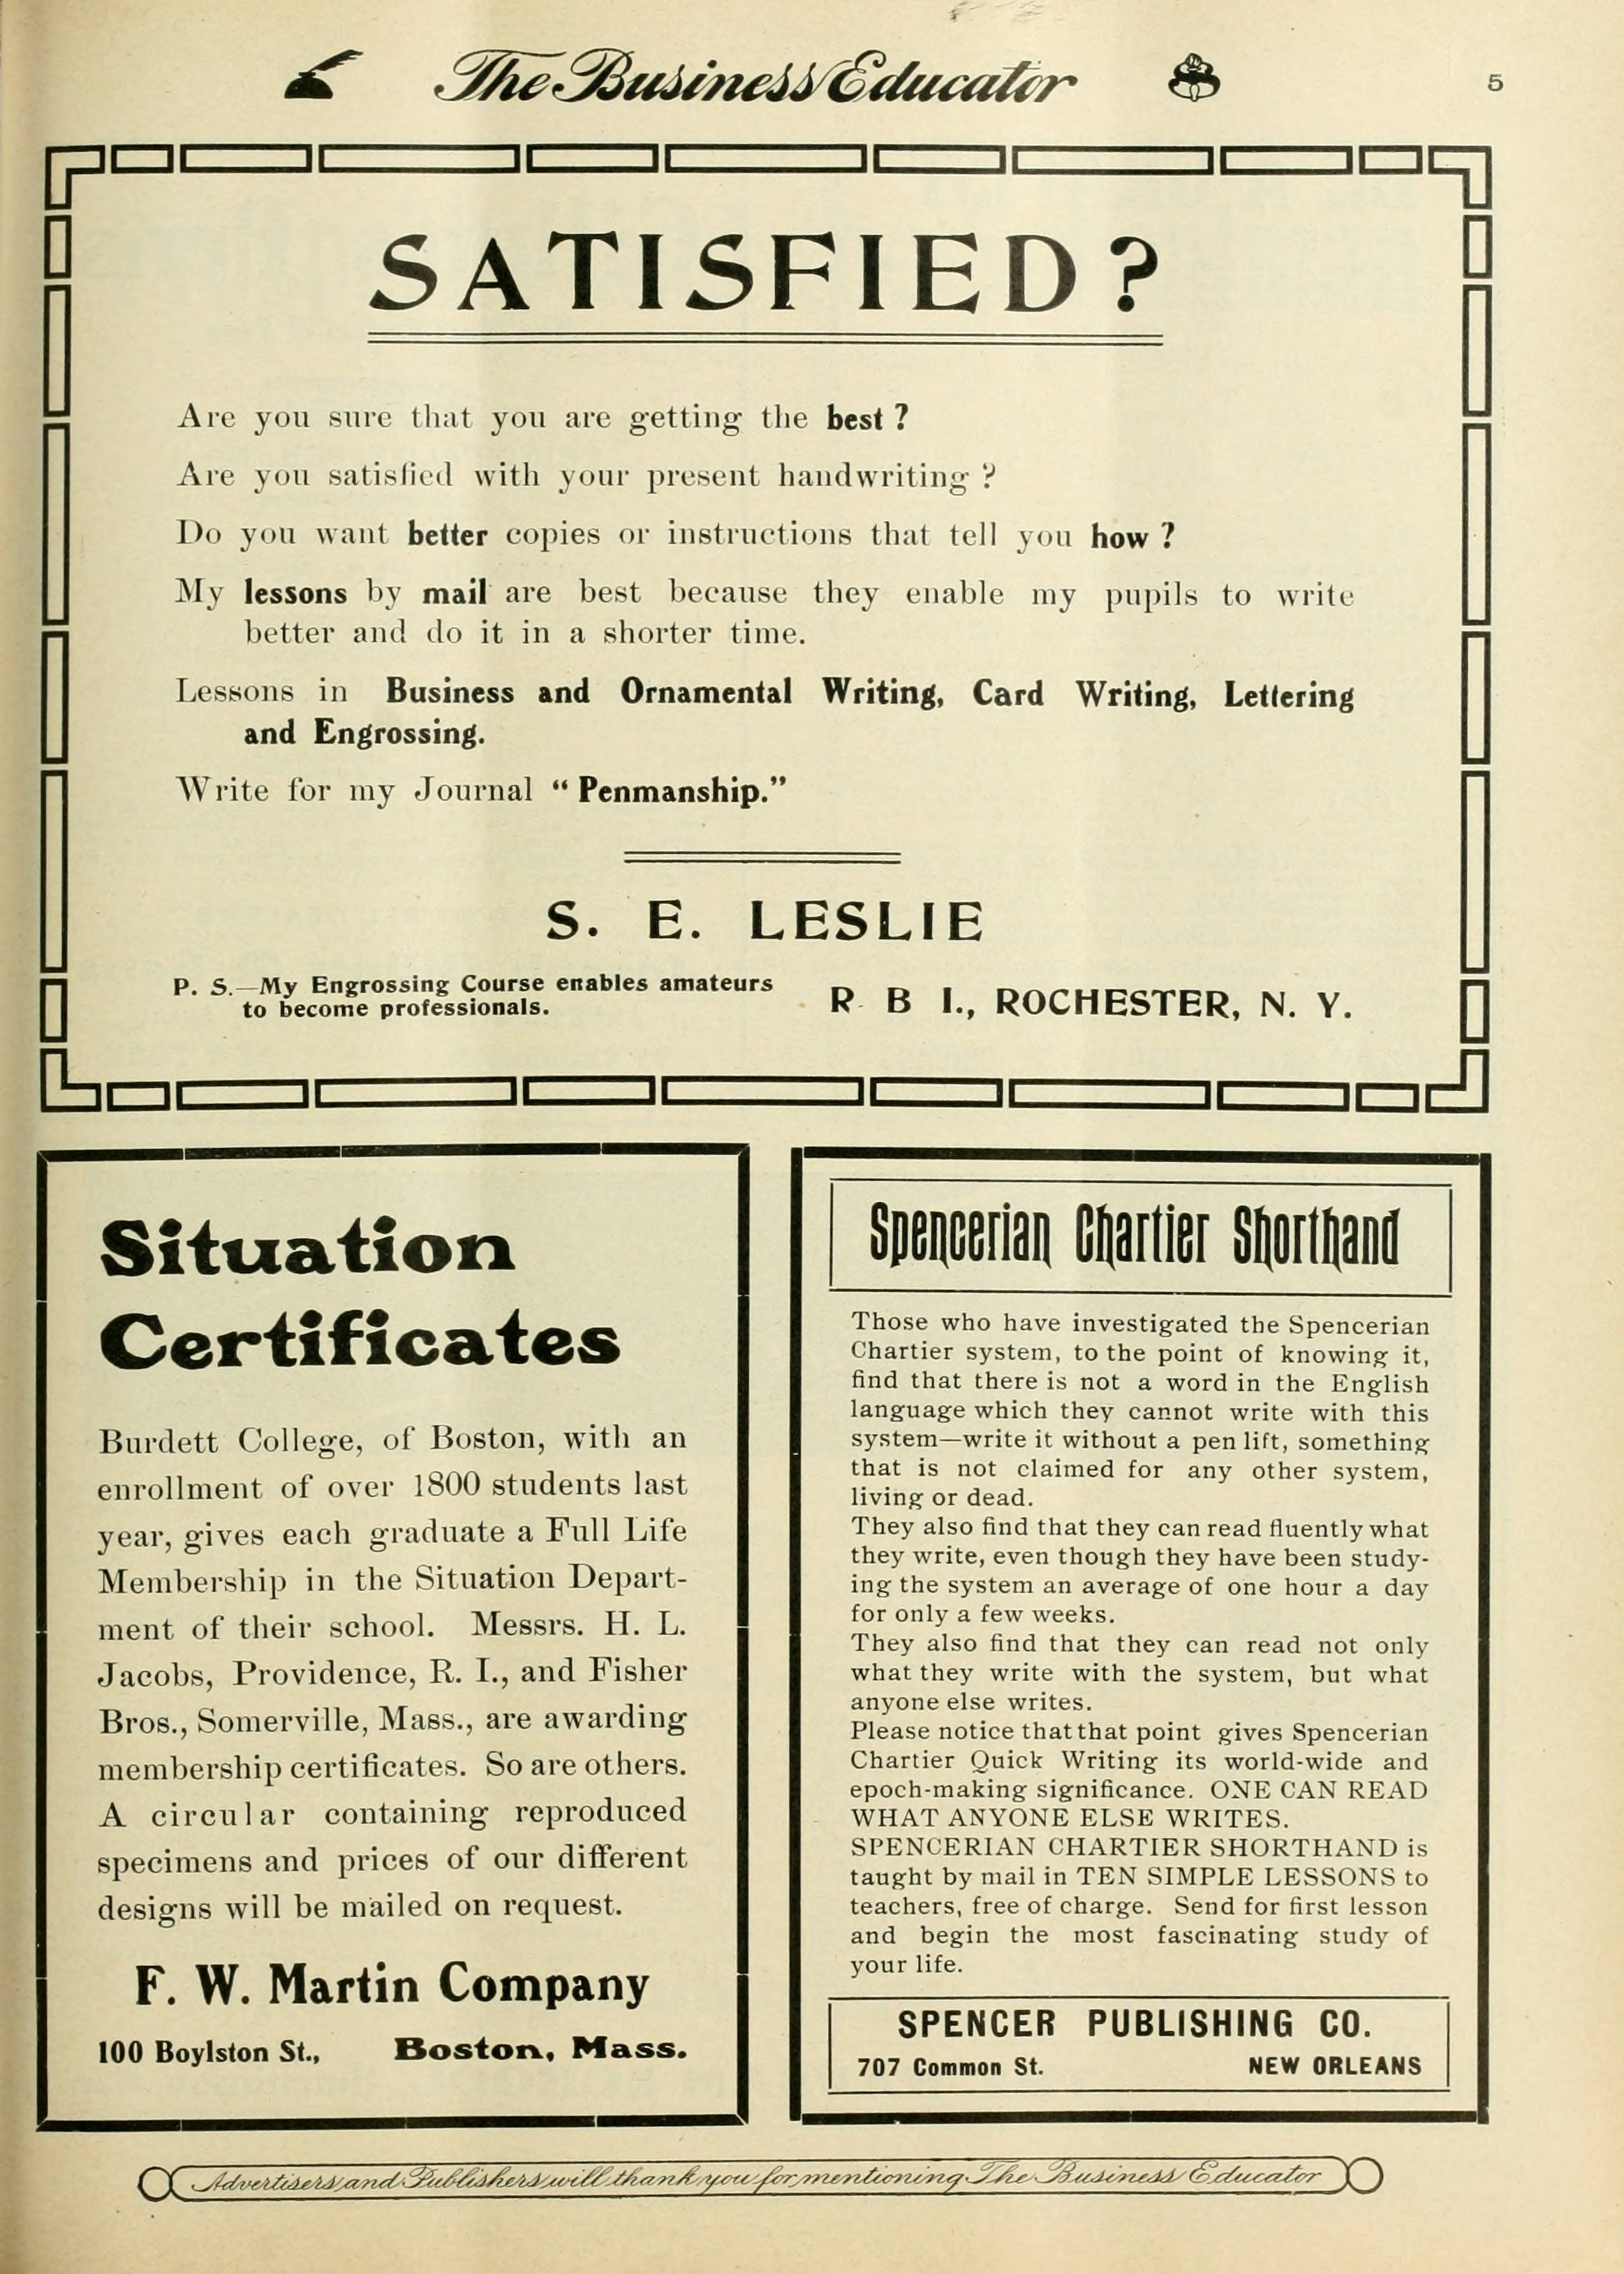 The Business Educator
5
SATISFIED?
Are you sure that you are getting the best?
Are you satisfied with your present handwriting?
Do you want better copies or instructions that tell you how?
My lessons by mail are best because they enable my pupils to write
better and do it in a shorter time.
Lessons in Business and Ornamental Writing, Card Writing, Lettering
and Engrossing.
Write for my Journal "Penmanship."
S. E. LESLIE
P. S.—My Engrossing Course enables amateurs
to become professionals.
R B I., ROCHESTER, N. Y.
Situation
Certificates
Burdett College, of Boston, with an
enrollment of over 1800 students last
year, gives each graduate a Full Life
Membership in the Situation Depart-
ment of their school. Messrs. H. L.
Jacobs, Providence, R. I., and Fisher
Bros., Somerville, Mass., are awarding
membership certificates. So are others.
A circular containing reproduced
specimens and prices of our different
designs will be mailed on request.
F. W. Martin Company
100 Boylston St., Boston, Mass.
Spencerian Chartier Shorthand
Those who have investigated the Spencerian
Chartier system, to the point of knowing it,
find that there is not a word in the English
language which they cannot write with this
system—write it without a pen lift, something
that is not claimed for any other system,
living or dead.
They also find that they can read fluently what
they write, even though they have been study-
ing the system an average of one hour a day
for only a few weeks.
They also find that they can read not only
what they write with the system, but what
anyone else writes.
Please notice that that point gives Spencerian
Chartier Quick Writing its world-wide and
epoch-making significance. ONE CAN READ
WHAT ANYONE ELSE WRITES.
SPENCERIAN CHARTIER SHORTHAND is
taught by mail in TEN SIMPLE LESSONS to
teachers, free of charge. Send for first lesson
and begin the most fascinating study of
your life.
SPENCER PUBLISHING CO.
707 Common St. NEW ORLEANS
Advertisers and Publishers will thank you for mentioning The Business Educator